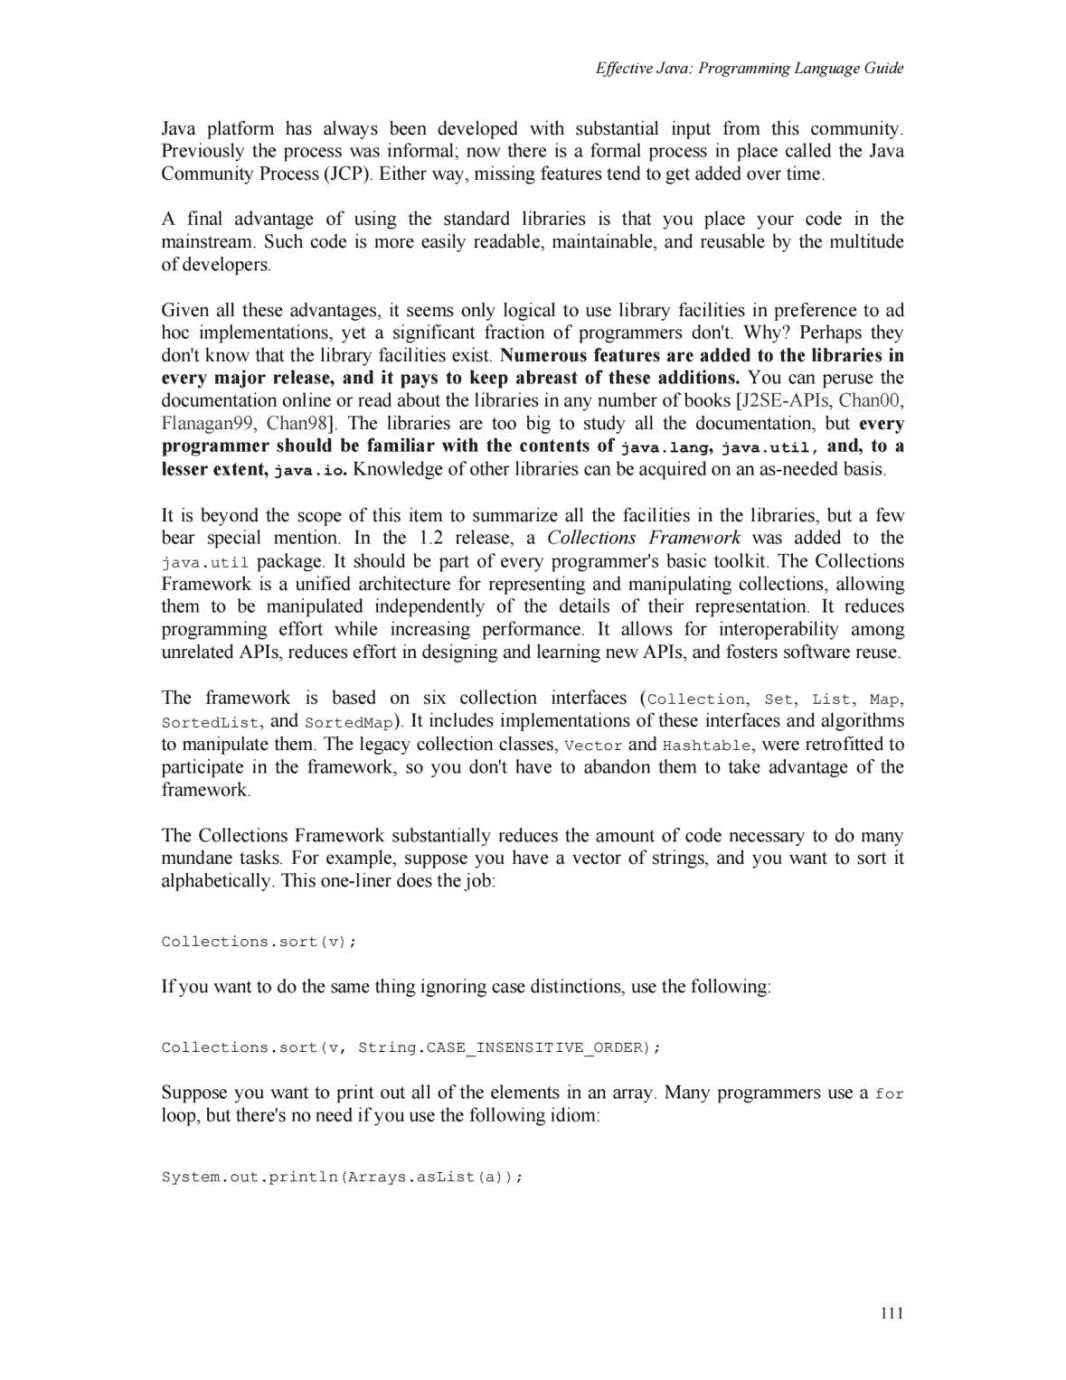 Effective Java: Programming Language Guide
Java platform has always been developed with substantial input from this community.
Previously the process was informal; now there is a formal process in place called the Java
Community Process (JCP). Either way, missing features tend to get added over time.
A final advantage of using the standard libraries is that you place your code in the
mainstream. Such code is more easily readable, maintainable, and reusable by the multitude
of developers.
Given all these advantages, it seems only logical to use library facilities in preference to ad
hoc implementations, yet a significant fraction of programmers don't. Why? Perhaps they
don't know that the library facilities exist. Numerous features are added to the libraries in
every major release, and it pays to keep abreast of these additions. You can peruse the
documentation online or read about the libraries in any number of books [J2SE-APIs, Chan00,
Flanagan99, Chan98]. The libraries are too big to study all the documentation, but every
programmer should be familiar with the contents of java.lang, java.util, and, to a
lesser extent, java.io. Knowledge of other libraries can be acquired on an as-needed basis.
It is beyond the scope of this item to summarize all the facilities in the libraries, but a few
bear special mention. In the 1.2 release, a Collections Framework was added to the
java.util package. It should be part of every programmer's basic toolkit. The Collections
Framework is a unified architecture for representing and manipulating collections, allowing
them to be manipulated independently of the details of their representation. It reduces
programming effort while increasing performance. It allows for interoperability among
unrelated APIs, reduces effort in designing and learning new APIs, and fosters software reuse.
The framework is based on six collection interfaces (Collection, Set, List, Map,
SortedList, and SortedMap). It includes implementations of these interfaces and algorithms
to manipulate them. The legacy collection classes, Vector and Hashtable, were retrofitted to
participate in the framework, so you don't have to abandon them to take advantage of the
framework.
The Collections Framework substantially reduces the amount of code necessary to do many
mundane tasks. For example, suppose you have a vector of strings, and you want to sort it
alphabetically. This one-liner does the job:
Collections.sort(v);
If you want to do the same thing ignoring case distinctions, use the following:
Collections.sort(v, String.CASE_INSENSITIVE_ORDER);
Suppose you want to print out all of the elements in an array. Many programmers use a for
loop, but there's no need if you use the following idiom:
System.out.println(Arrays.asList(a));
111